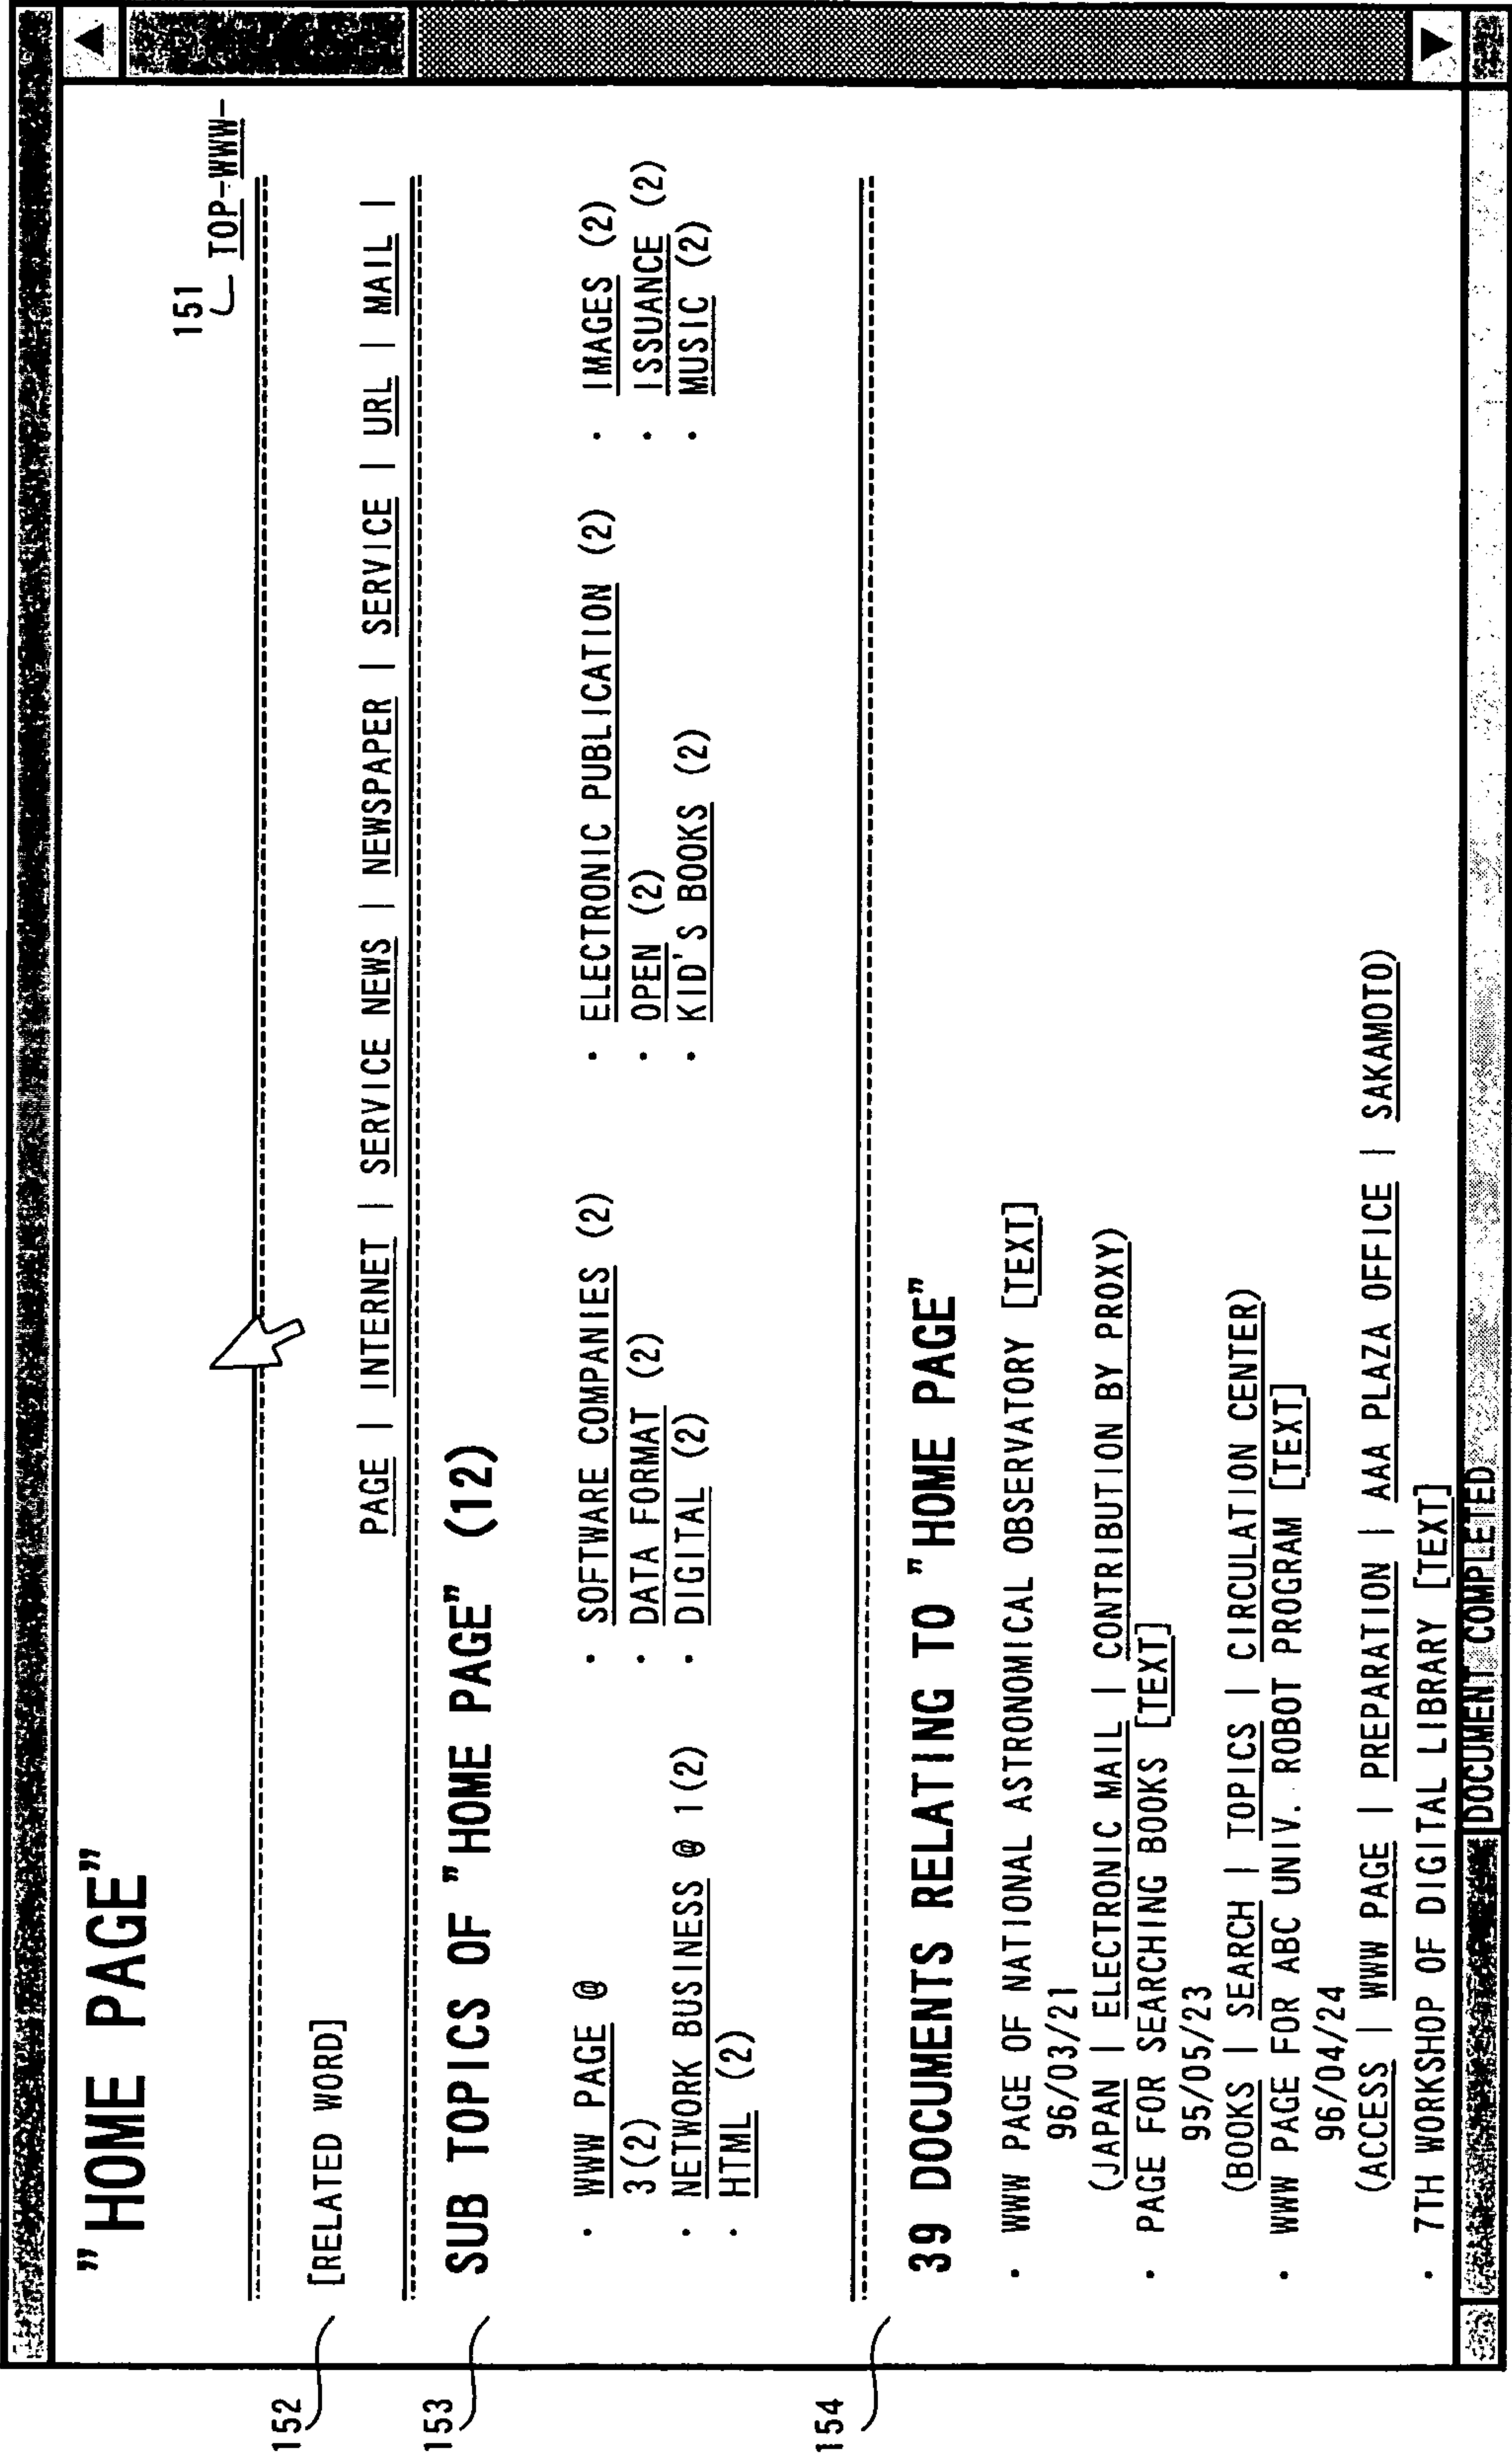 "HOME PAGE"
151
TOP-WWW-
152
[RELATED WORD]
PAGE | INTERNET | SERVICE NEWS | NEWSPAPER | SERVICE | URL | MAIL |
153
SUB TOPICS OF "HOME PAGE" (12)
· WWW PAGE @ · SOFTWARE COMPANIES (2) · ELECTRONIC PUBLICATION (2) · IMAGES (2)
3(2) · DATA FORMAT (2) · OPEN (2) · ISSUANCE (2)
· NETWORK BUSINESS @ 1(2) · DIGITAL (2) · KID'S BOOKS (2) · MUSIC (2)
· HTML (2)
154
39 DOCUMENTS RELATING TO "HOME PAGE"
· WWW PAGE OF NATIONAL ASTRONOMICAL OBSERVATORY [TEXT]
96/03/21
(JAPAN | ELECTRONIC MAIL | CONTRIBUTION BY PROXY)
· PAGE FOR SEARCHING BOOKS [TEXT]
95/05/23
(BOOKS | SEARCH | TOPICS | CIRCULATION CENTER)
· WWW PAGE FOR ABC UNIV. ROBOT PROGRAM [TEXT]
96/04/24
(ACCESS | WWW PAGE | PREPARATION | AAA PLAZA OFFICE | SAKAMOTO)
· 7TH WORKSHOP OF DIGITAL LIBRARY [TEXT]
DOCUMENT COMPLETED